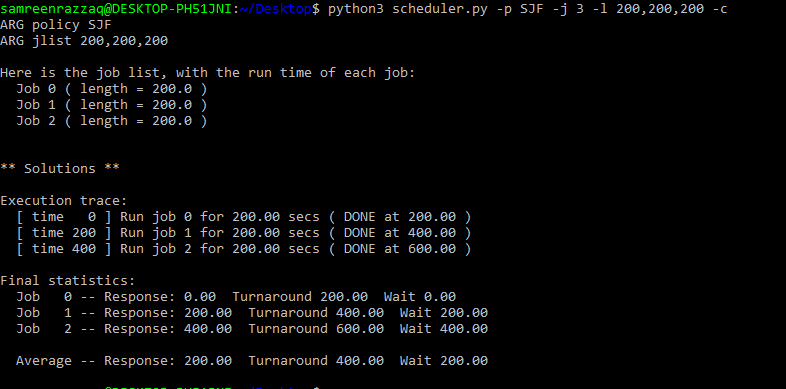 samreenrazzaq@DESKTOP-PH51JNI:~/Desktop$ python3 scheduler.py -p SJF -j 3 -l 200,200,200 -c
ARG policy SJF
ARG jlist 200,200,200
Here is the job list, with the run time of each job:
Job 0 ( length = 200.0 )
Job 1 ( length = 200.0 )
Job 2 ( length = 200.0 )
** Solutions **
Execution trace:
[ time   0 ] Run job 0 for 200.00 secs ( DONE at 200.00 )
[ time 200 ] Run job 1 for 200.00 secs ( DONE at 400.00 )
[ time 400 ] Run job 2 for 200.00 secs ( DONE at 600.00 )
Final statistics:
Job   0 -- Response: 0.00  Turnaround 200.00  Wait 0.00
Job   1 -- Response: 200.00  Turnaround 400.00  Wait 200.00
Job   2 -- Response: 400.00  Turnaround 600.00  Wait 400.00
Average -- Response: 200.00  Turnaround 400.00  Wait 200.00